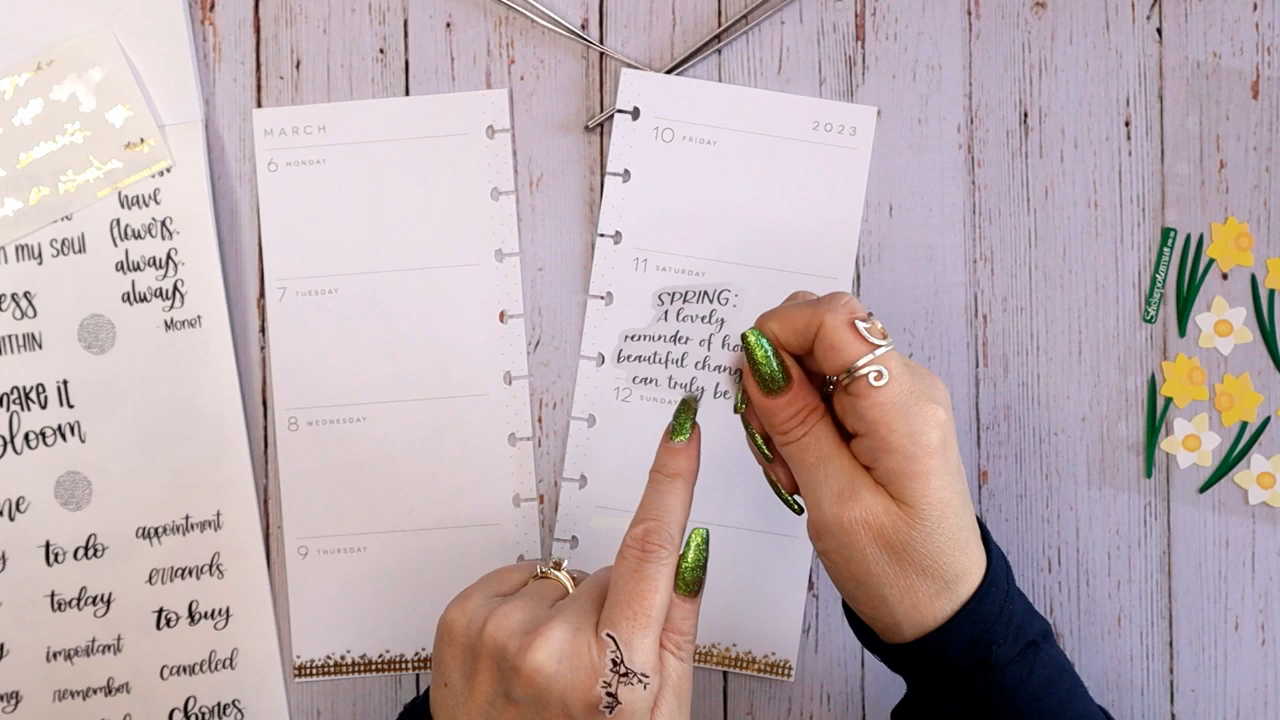 have
flowers.
always.
always
- Monet
my soul
make it
bloom
to do
today
important
remember
appointment
errands
to buy
canceled
chores
MARCH
6 MONDAY
7 TUESDAY
8 WEDNESDAY
9 THURSDAY
2023
10 FRIDAY
11 SATURDAY
SPRING:
A lovely
reminder of
beautiful
can truly be
12 SUNDAY